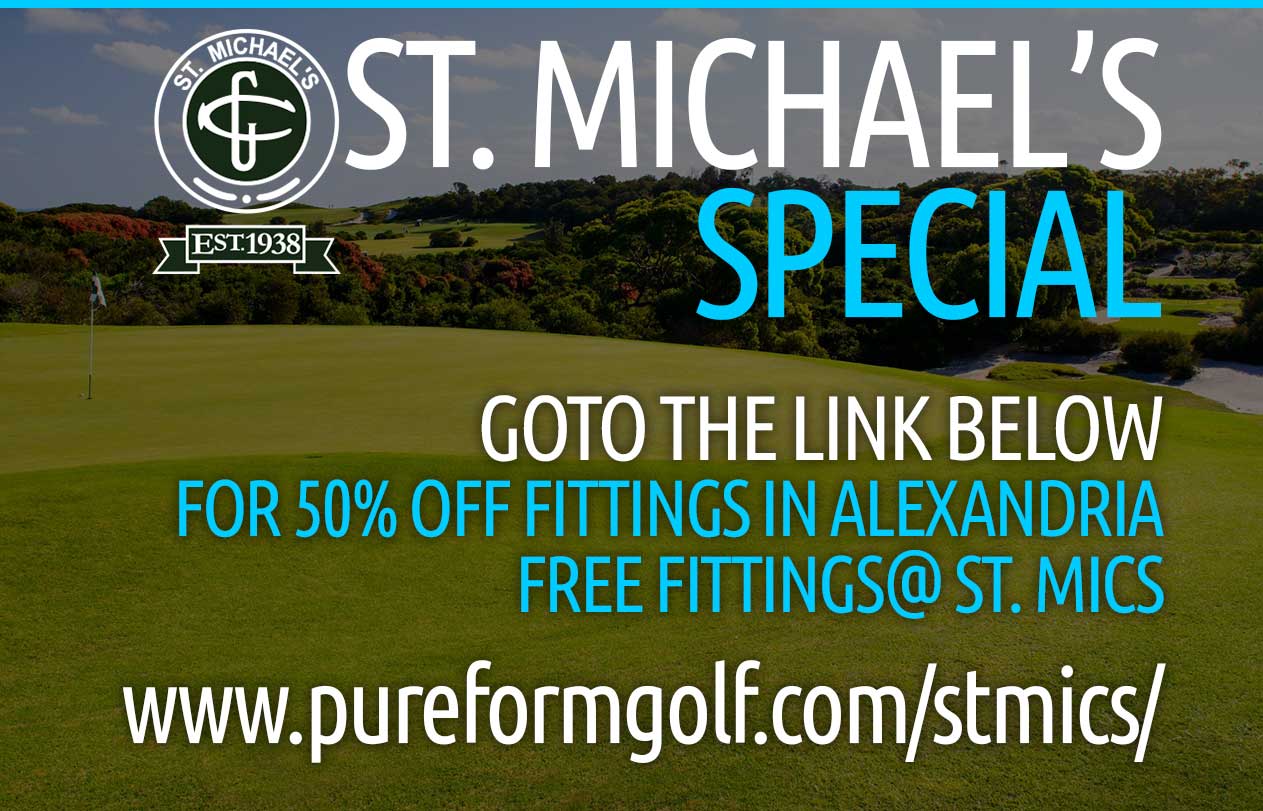 ST. MICHAEL'S
GC
EST. 1938
ST. MICHAEL’S
SPECIAL
GOTO THE LINK BELOW
FOR 50% OFF FITTINGS IN ALEXANDRIA
FREE FITTINGS@ ST. MICS
www.pureformgolf.com/stmics/